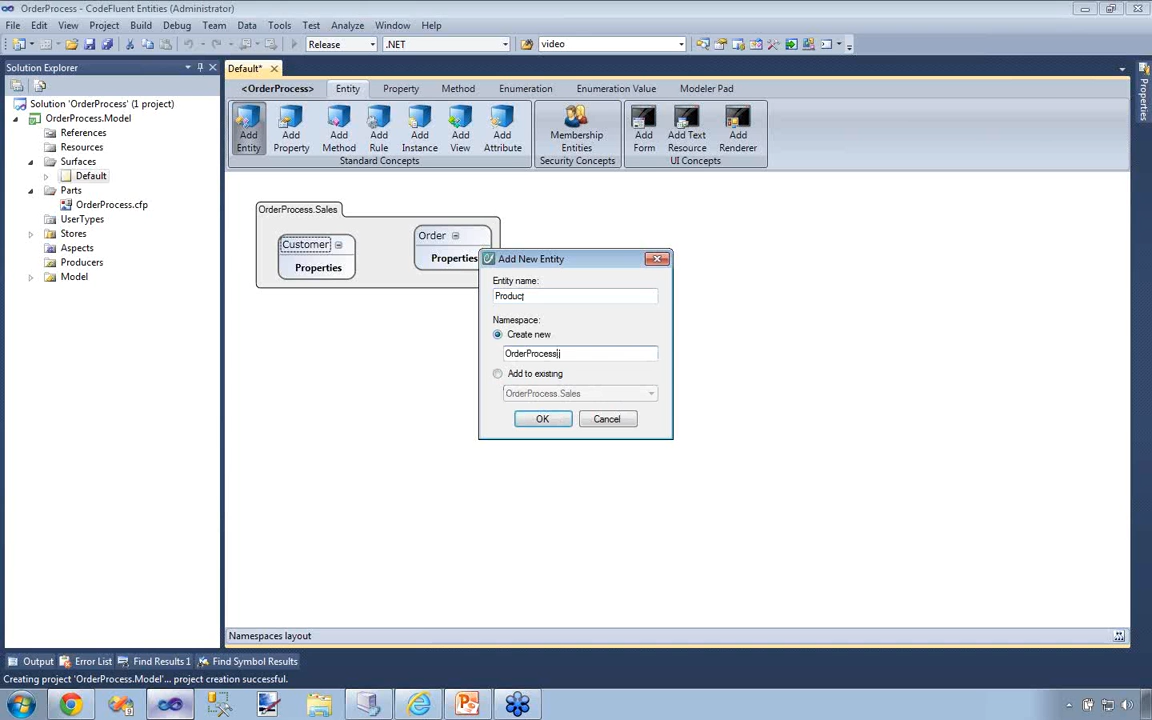 OrderProcess - CodeFluent Entities (Administrator)
File Edit View Project Build Debug Team Data Tools Test Analyze Window Help
Release .NET video
Solution Explorer
Solution 'OrderProcess' (1 project)
OrderProcess.Model
References
Resources
Surfaces
Default
Parts
OrderProcess.cfp
UserTypes
Stores
Aspects
Producers
Model
Default*
<OrderProcess> Entity Property Method Enumeration Enumeration Value Modeler Pad
Add Entity
Add Property
Add Method
Add Rule
Add Instance
Add View
Add Attribute
Standard Concepts
Membership Entities
Security Concepts
Add Form
Add Text Resource
Add Renderer
UI Concepts
OrderProcess.Sales
Customer
Properties
Order
Properties
Add New Entity
Entity name:
Product
Namespace:
Create new
OrderProcess
Add to existing
OrderProcess.Sales
OK Cancel
Namespaces layout
Properties
Output Error List Find Results 1 Find Symbol Results
Creating project 'OrderProcess.Model'... project creation successful.